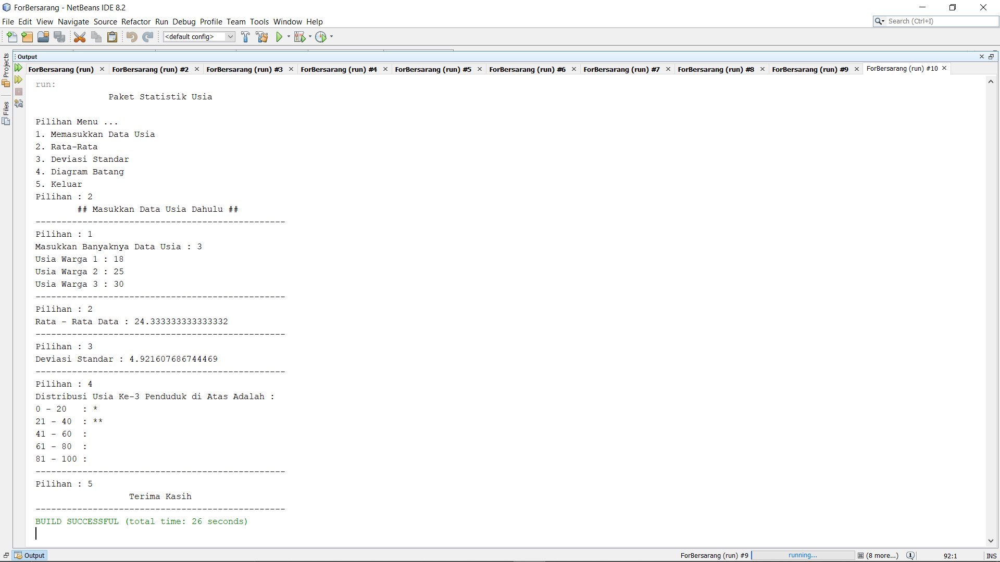 ForBersarang - NetBeans IDE 8.2
File Edit View Navigate Source Refactor Run Debug Profile Team Tools Window Help
Search (Ctrl+I)
<default config>
Output
ForBersarang (run) ForBersarang (run) #2 ForBersarang (run) #3 ForBersarang (run) #4 ForBersarang (run) #5 ForBersarang (run) #6 ForBersarang (run) #7 ForBersarang (run) #8 ForBersarang (run) #9 ForBersarang (run) #10
Projects
Files
run:
Paket Statistik Usia
Pilihan Menu ...
1. Memasukkan Data Usia
2. Rata-Rata
3. Deviasi Standar
4. Diagram Batang
5. Keluar
Pilihan : 2
## Masukkan Data Usia Dahulu ##
------------------------------------------------
Pilihan : 1
Masukkan Banyaknya Data Usia : 3
Usia Warga 1 : 18
Usia Warga 2 : 25
Usia Warga 3 : 30
------------------------------------------------
Pilihan : 2
Rata - Rata Data : 24.333333333333332
------------------------------------------------
Pilihan : 3
Deviasi Standar : 4.921607686744469
------------------------------------------------
Pilihan : 4
Distribusi Usia Ke-3 Penduduk di Atas Adalah :
0 - 20   : *
21 - 40  : **
41 - 60  :
61 - 80  :
81 - 100 :
------------------------------------------------
Pilihan : 5
Terima Kasih
------------------------------------------------
BUILD SUCCESSFUL (total time: 26 seconds)
Output
ForBersarang (run) #9 running... (8 more...) 92:1 INS